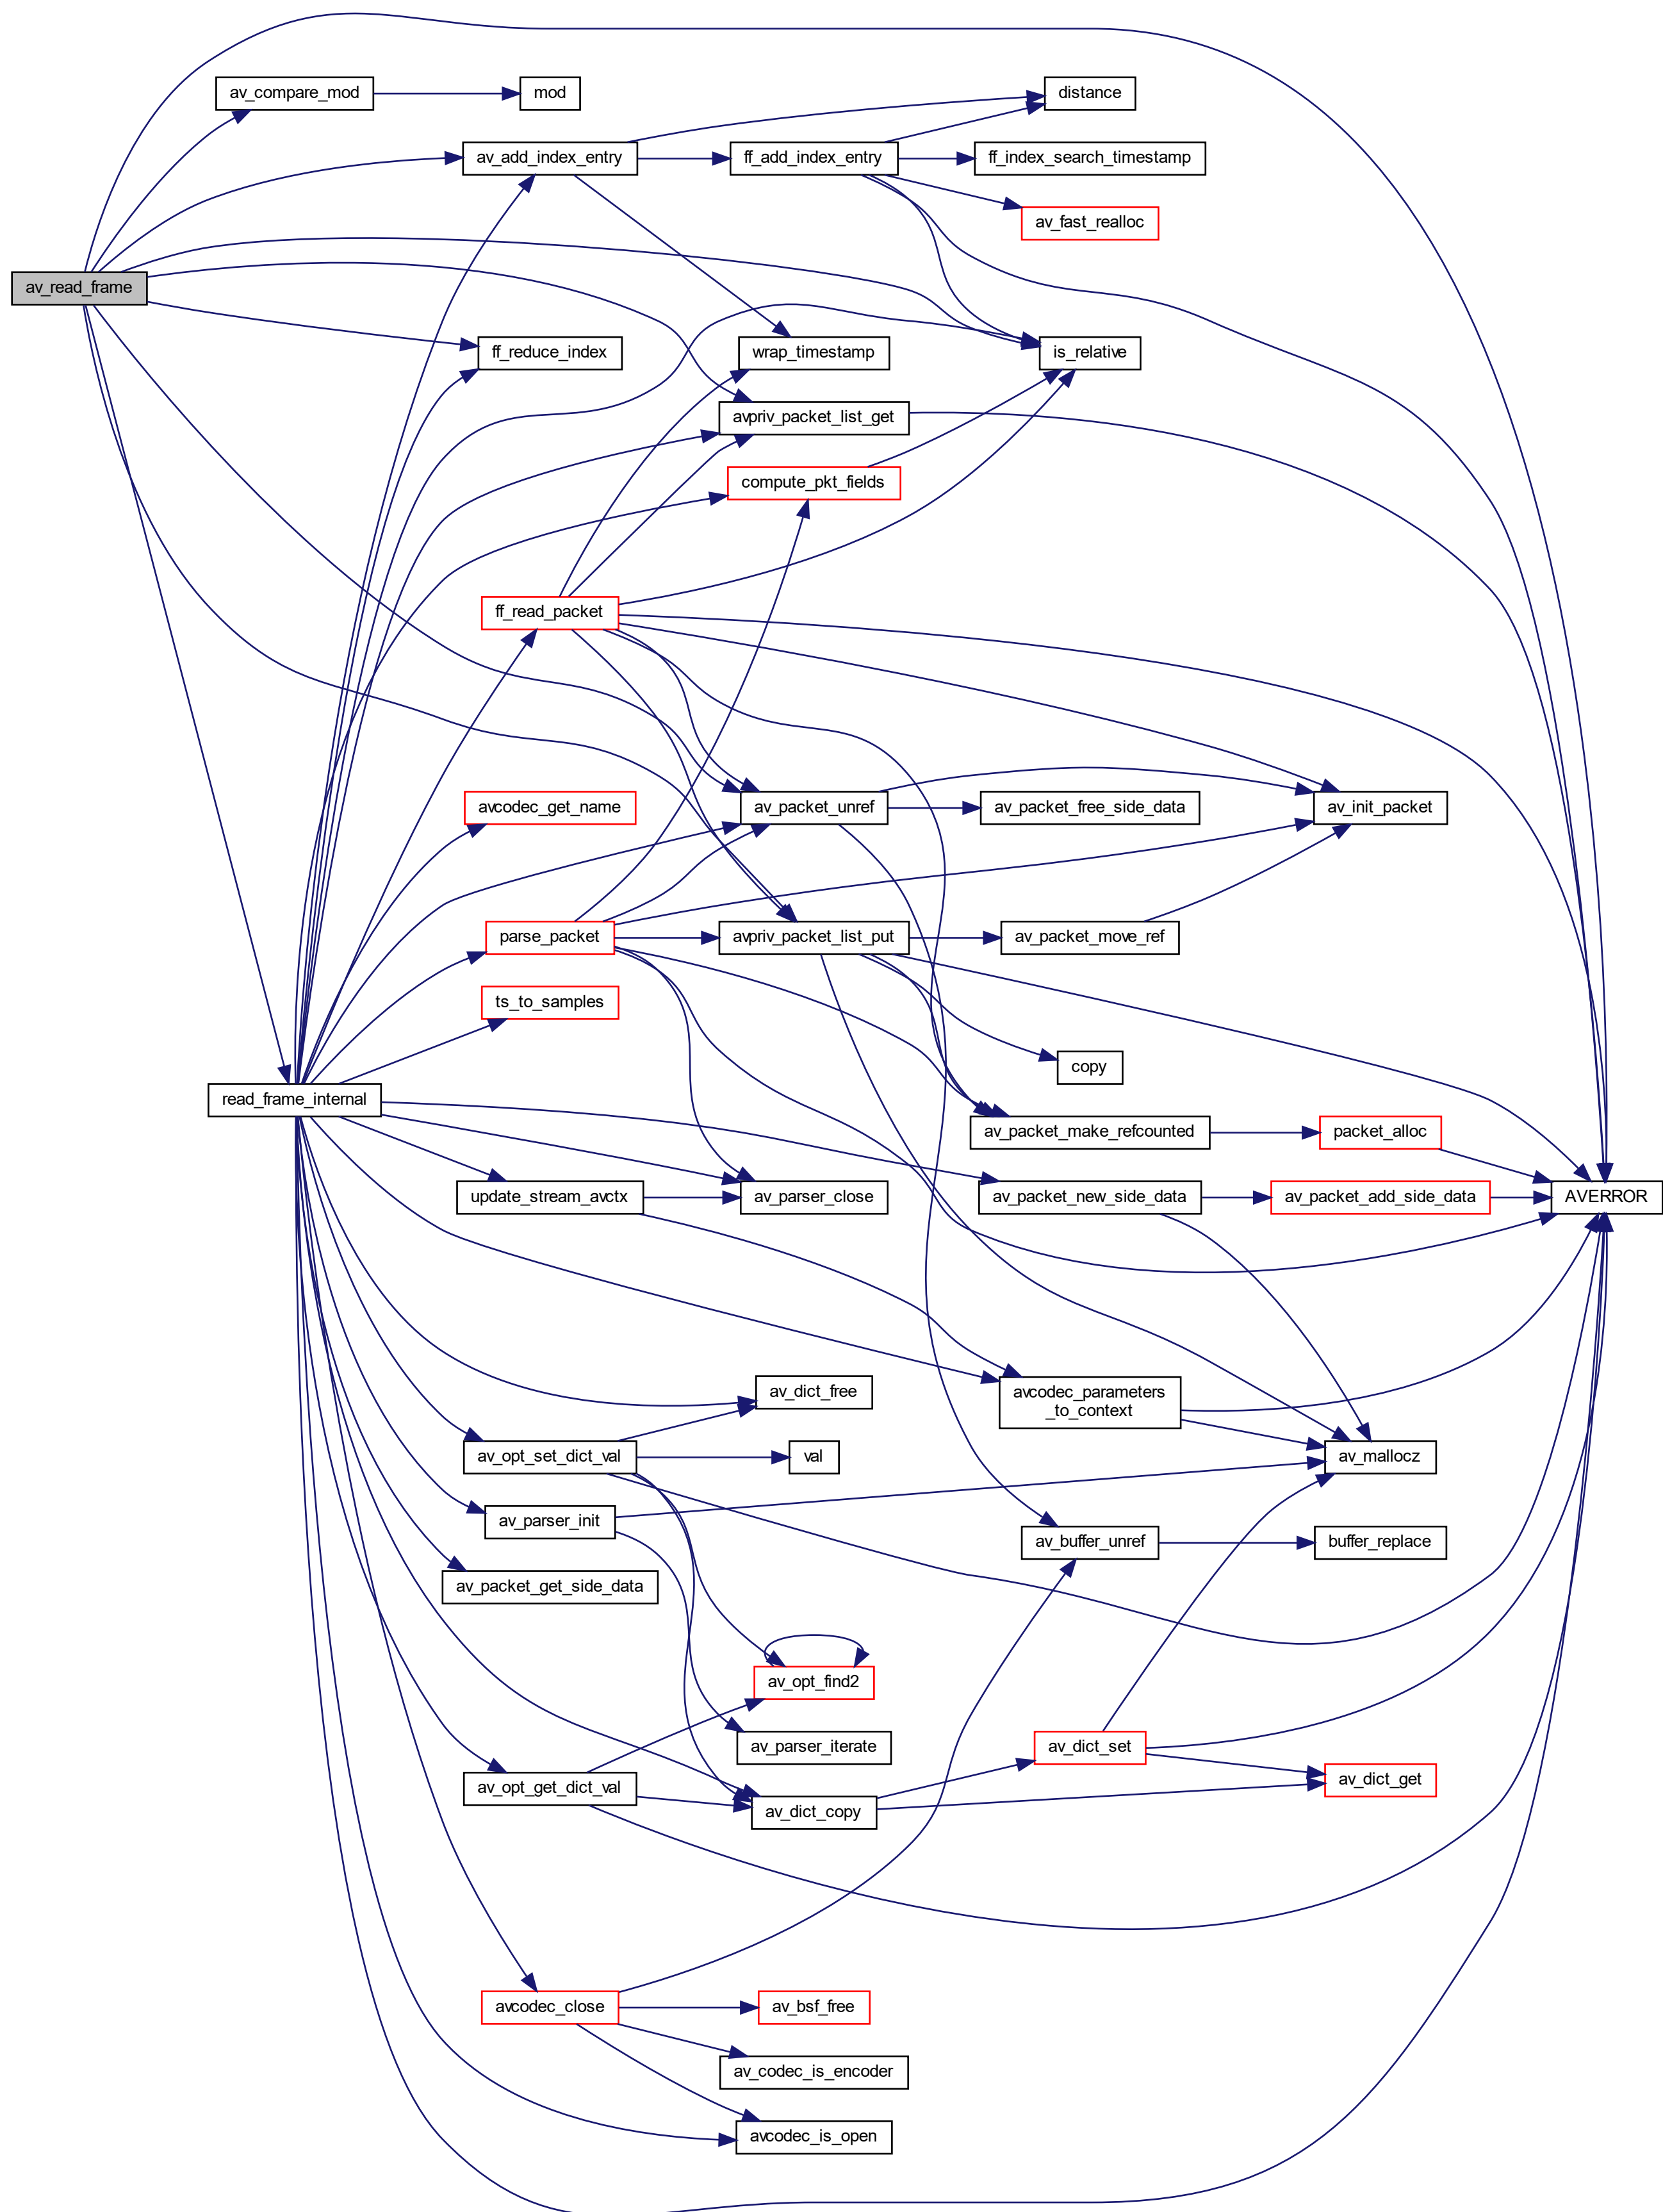 av_compare_mod
mod
distance
av_add_index_entry
ff_add_index_entry
ff_index_search_timestamp
av_fast_realloc
av_read_frame
ff_reduce_index
wrap_timestamp
is_relative
avpriv_packet_list_get
compute_pkt_fields
ff_read_packet
avcodec_get_name
av_packet_unref
av_packet_free_side_data
av_init_packet
parse_packet
avpriv_packet_list_put
av_packet_move_ref
ts_to_samples
copy
read_frame_internal
av_packet_make_refcounted
packet_alloc
update_stream_avctx
av_parser_close
av_packet_new_side_data
av_packet_add_side_data
AVERROR
av_dict_free
avcodec_parameters
_to_context
av_opt_set_dict_val
val
av_mallocz
av_parser_init
av_buffer_unref
buffer_replace
av_packet_get_side_data
av_opt_find2
av_parser_iterate
av_dict_set
av_dict_get
av_opt_get_dict_val
av_dict_copy
avcodec_close
av_bsf_free
av_codec_is_encoder
avcodec_is_open